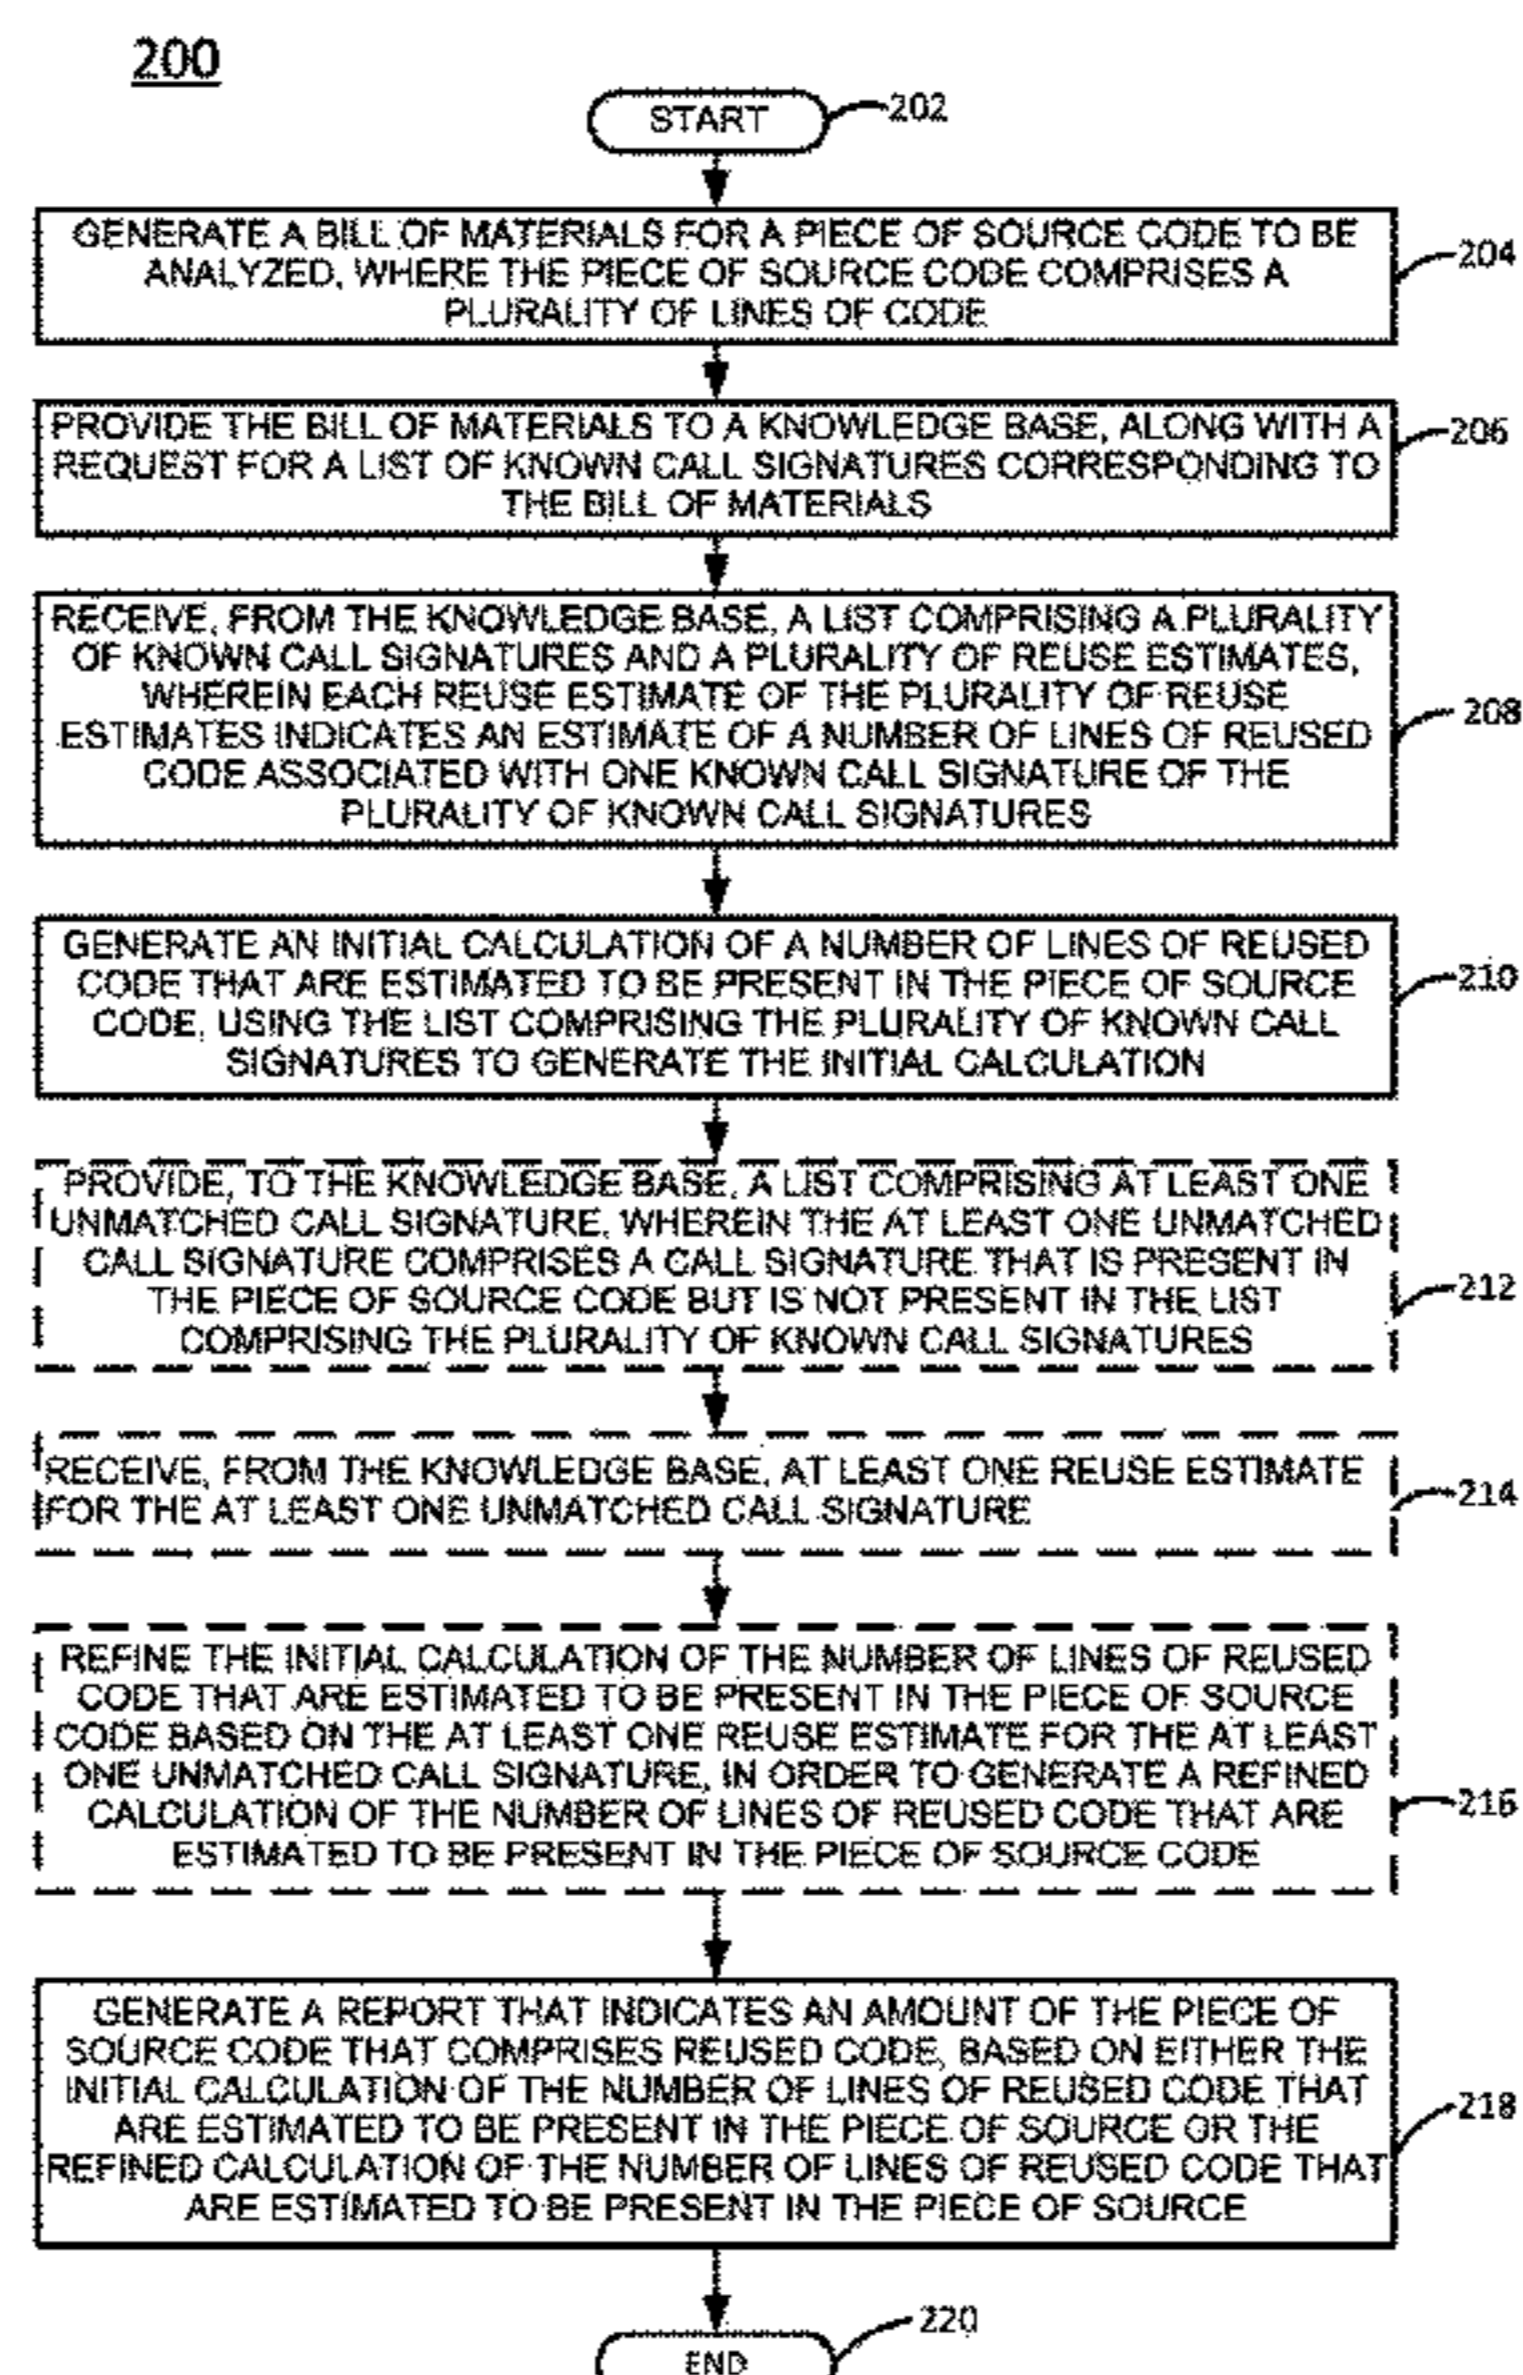 200
START
202
GENERATE A BILL OF MATERIALS FOR A PIECE OF SOURCE CODE TO BE
ANALYZED, WHERE THE PIECE OF SOURCE CODE COMPRISES A
PLURALITY OF LINES OF CODE
204
PROVIDE THE BILL OF MATERIALS TO A KNOWLEDGE BASE, ALONG WITH A
REQUEST FOR A LIST OF KNOWN CALL SIGNATURES CORRESPONDING TO
THE BILL OF MATERIALS
206
RECEIVE, FROM THE KNOWLEDGE BASE, A LIST COMPRISING A PLURALITY
OF KNOWN CALL SIGNATURES AND A PLURALITY OF REUSE ESTIMATES,
WHEREIN EACH REUSE ESTIMATE OF THE PLURALITY OF REUSE
ESTIMATES INDICATES AN ESTIMATE OF A NUMBER OF LINES OF REUSED
CODE ASSOCIATED WITH ONE KNOWN CALL SIGNATURE OF THE
PLURALITY OF KNOWN CALL SIGNATURES
208
GENERATE AN INITIAL CALCULATION OF A NUMBER OF LINES OF REUSED
CODE THAT ARE ESTIMATED TO BE PRESENT IN THE PIECE OF SOURCE
CODE, USING THE LIST COMPRISING THE PLURALITY OF KNOWN CALL
SIGNATURES TO GENERATE THE INITIAL CALCULATION
210
PROVIDE, TO THE KNOWLEDGE BASE, A LIST COMPRISING AT LEAST ONE
UNMATCHED CALL SIGNATURE, WHEREIN THE AT LEAST ONE UNMATCHED
CALL SIGNATURE COMPRISES A CALL SIGNATURE THAT IS PRESENT IN
THE PIECE OF SOURCE CODE BUT IS NOT PRESENT IN THE LIST
COMPRISING THE PLURALITY OF KNOWN CALL SIGNATURES
212
RECEIVE, FROM THE KNOWLEDGE BASE, AT LEAST ONE REUSE ESTIMATE
FOR THE AT LEAST ONE UNMATCHED CALL SIGNATURE
214
REFINE THE INITIAL CALCULATION OF THE NUMBER OF LINES OF REUSED
CODE THAT ARE ESTIMATED TO BE PRESENT IN THE PIECE OF SOURCE
CODE BASED ON THE AT LEAST ONE REUSE ESTIMATE FOR THE AT LEAST
ONE UNMATCHED CALL SIGNATURE, IN ORDER TO GENERATE A REFINED
CALCULATION OF THE NUMBER OF LINES OF REUSED CODE THAT ARE
ESTIMATED TO BE PRESENT IN THE PIECE OF SOURCE CODE
216
GENERATE A REPORT THAT INDICATES AN AMOUNT OF THE PIECE OF
SOURCE CODE THAT COMPRISES REUSED CODE, BASED ON EITHER THE
INITIAL CALCULATION OF THE NUMBER OF LINES OF REUSED CODE THAT
ARE ESTIMATED TO BE PRESENT IN THE PIECE OF SOURCE OR THE
REFINED CALCULATION OF THE NUMBER OF LINES OF REUSED CODE THAT
ARE ESTIMATED TO BE PRESENT IN THE PIECE OF SOURCE
218
220
END